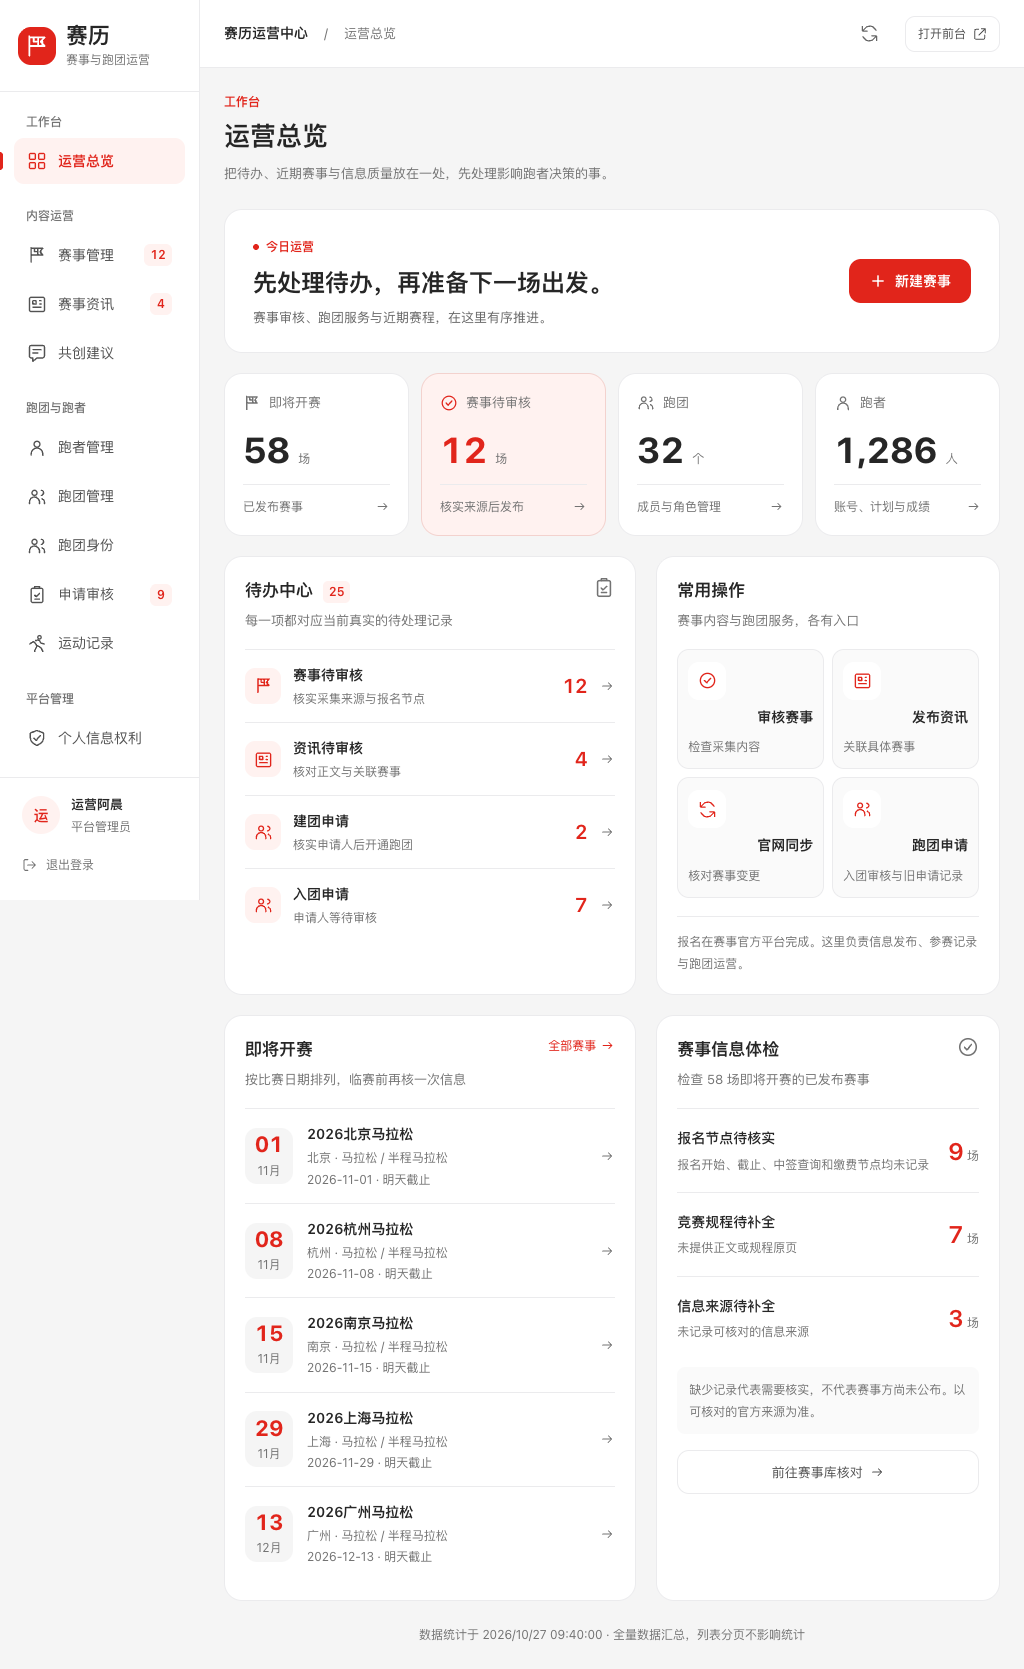 赛历
赛事与跑团运营
工作台
运营总览
内容运营
赛事管理 12
赛事资讯 4
共创建议
跑团与跑者
跑者管理
跑团管理
跑团身份
申请审核 9
运动记录
平台管理
个人信息权利
运
运营阿晨
平台管理员
退出登录
赛历运营中心 / 运营总览
打开前台
工作台
运营总览
把待办、近期赛事与信息质量放在一处，先处理影响跑者决策的事。
今日运营
先处理待办，再准备下一场出发。
赛事审核、跑团服务与近期赛程，在这里有序推进。
新建赛事
即将开赛
58 场
已发布赛事
赛事待审核
12 场
核实来源后发布
跑团
32 个
成员与角色管理
跑者
1,286 人
账号、计划与成绩
待办中心 25
每一项都对应当前真实的待处理记录
赛事待审核
核实采集来源与报名节点
12
资讯待审核
核对正文与关联赛事
4
建团申请
核实申请人后开通跑团
2
入团申请
申请人等待审核
7
常用操作
赛事内容与跑团服务，各有入口
审核赛事
检查采集内容
发布资讯
关联具体赛事
官网同步
核对赛事变更
跑团申请
入团审核与旧申请记录
报名在赛事官方平台完成。这里负责信息发布、参赛记录
与跑团运营。
即将开赛
全部赛事
按比赛日期排列，临赛前再核一次信息
01
11月
2026北京马拉松
北京 · 马拉松 / 半程马拉松
2026-11-01 · 明天截止
08
11月
2026杭州马拉松
杭州 · 马拉松 / 半程马拉松
2026-11-08 · 明天截止
15
11月
2026南京马拉松
南京 · 马拉松 / 半程马拉松
2026-11-15 · 明天截止
29
11月
2026上海马拉松
上海 · 马拉松 / 半程马拉松
2026-11-29 · 明天截止
13
12月
2026广州马拉松
广州 · 马拉松 / 半程马拉松
2026-12-13 · 明天截止
赛事信息体检
检查 58 场即将开赛的已发布赛事
报名节点待核实
报名开始、截止、中签查询和缴费节点均未记录
9 场
竞赛规程待补全
未提供正文或规程原页
7 场
信息来源待补全
未记录可核对的信息来源
3 场
缺少记录代表需要核实，不代表赛事方尚未公布。以
可核对的官方来源为准。
前往赛事库核对
数据统计于 2026/10/27 09:40:00 · 全量数据汇总，列表分页不影响统计